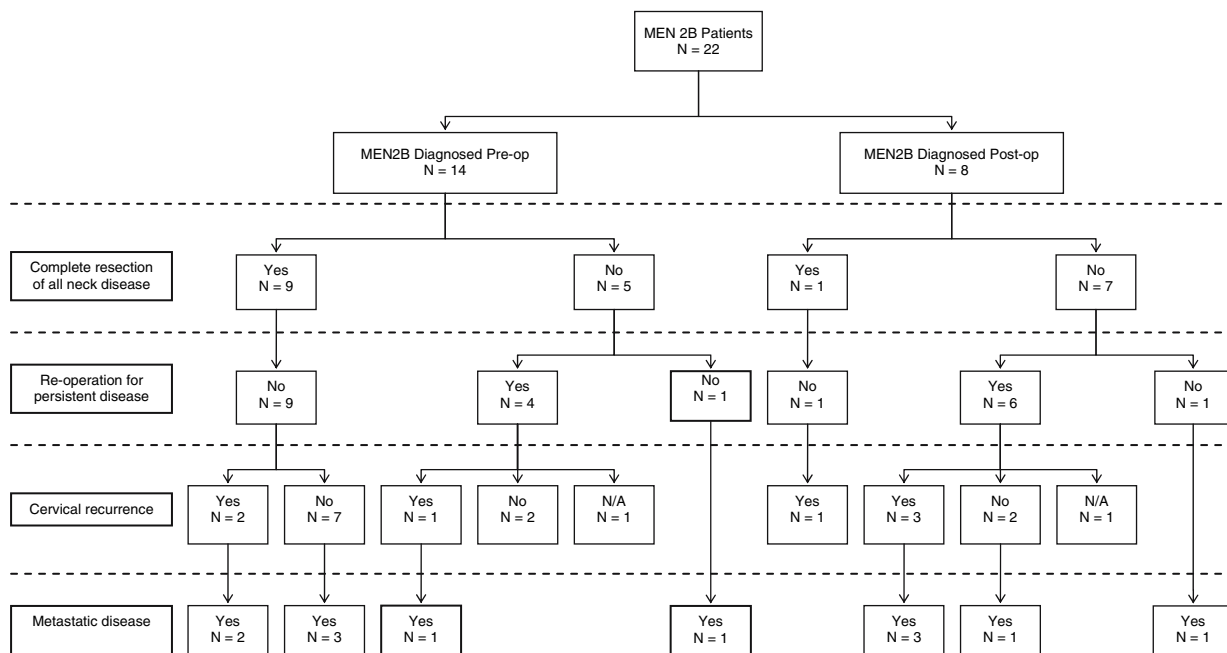 MEN 2B Patients
N = 22
MEN2B Diagnosed Pre-op
N = 14
MEN2B Diagnosed Post-op
N = 8
Complete resection
of all neck disease
Yes
N = 9
No
N = 5
Yes
N = 1
No
N = 7
Re-operation for
persistent disease
No
N = 9
Yes
N = 4
No
N = 1
No
N = 1
Yes
N = 6
No
N = 1
Cervical recurrence
Yes
N = 2
No
N = 7
Yes
N = 1
No
N = 2
N/A
N = 1
Yes
N = 1
Yes
N = 3
No
N = 2
N/A
N = 1
Metastatic disease
Yes
N = 2
Yes
N = 3
Yes
N = 1
Yes
N = 1
Yes
N = 3
Yes
N = 1
Yes
N = 1